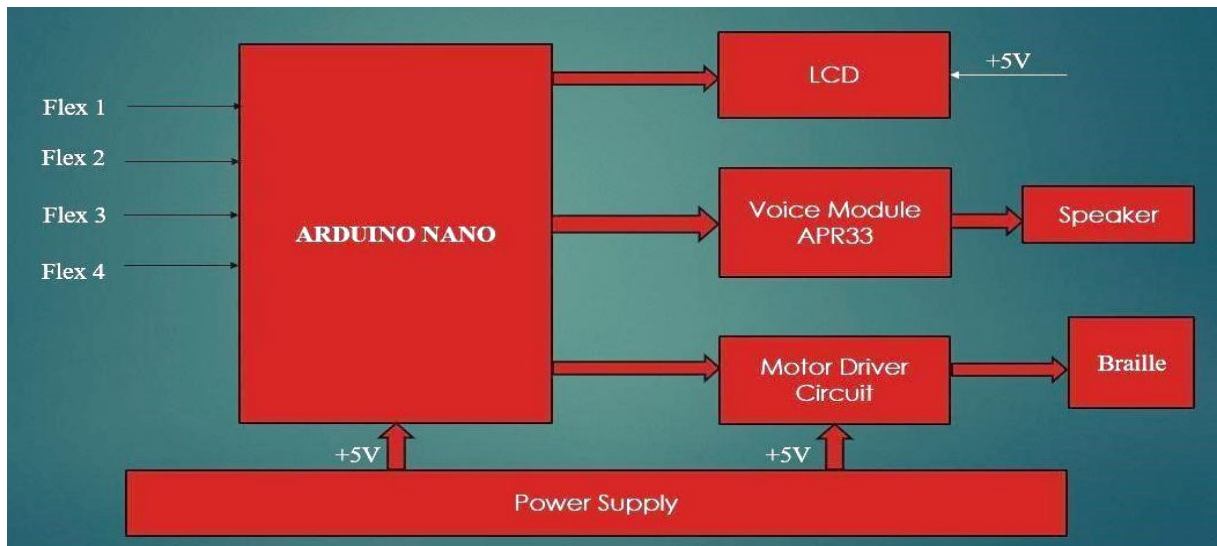 Flex 1
Flex 2
Flex 3
Flex 4
ARDUINO NANO
LCD
+5V
Voice Module
APR33
Speaker
Motor Driver
Circuit
Braille
+5V
+5V
Power Supply